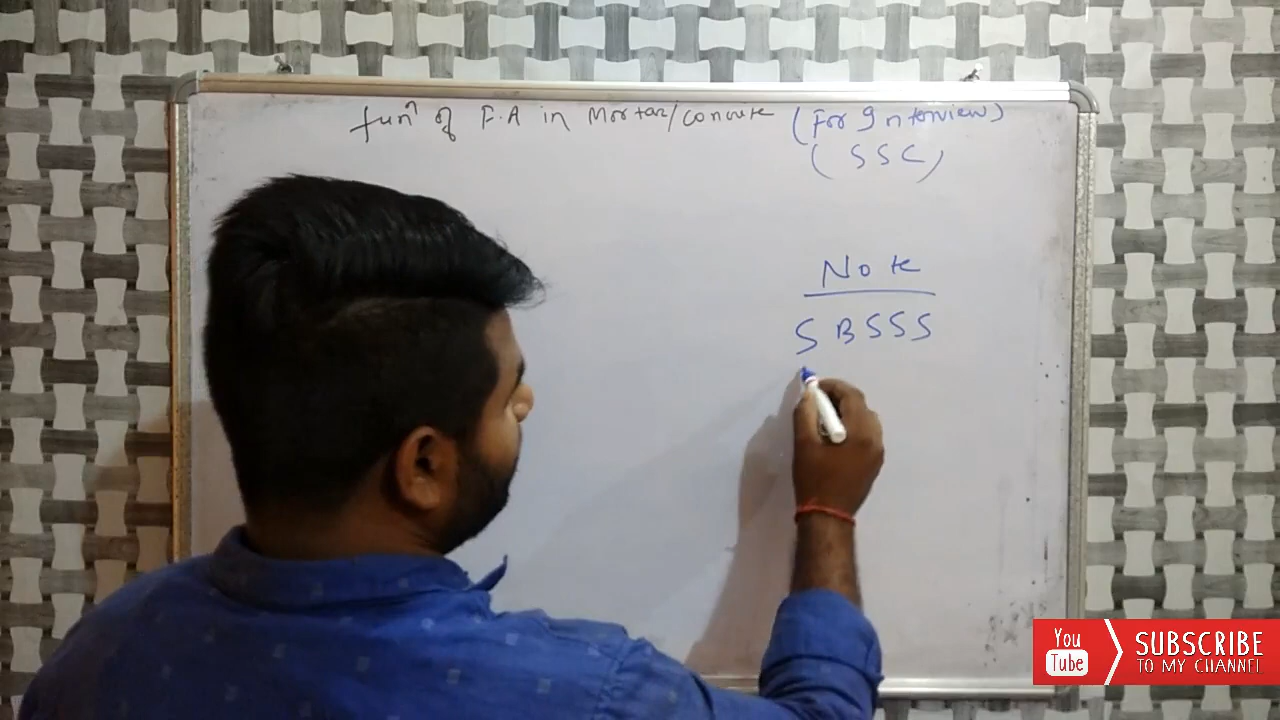 funⁿ of F.A in Mortar/concrete (For Interview)
(SSC)
Note
SBSSS
You Tube
SUBSCRIBE
TO MY CHANNEL